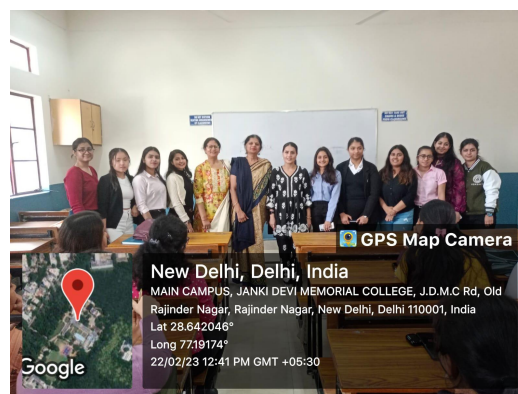 GPS Map Camera
New Delhi, Delhi, India
MAIN CAMPUS, JANKI DEVI MEMORIAL COLLEGE, J.D.M.C Rd, Old
Rajinder Nagar, Rajinder Nagar, New Delhi, Delhi 110001, India
Lat 28.642046°
Long 77.19174°
22/02/23 12:41 PM GMT +05:30
Google